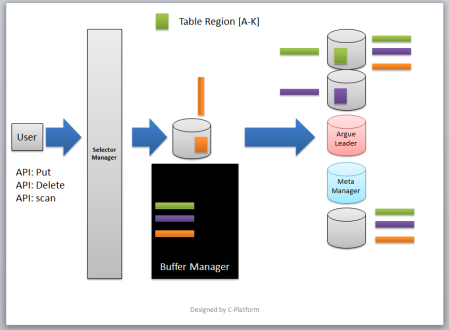 Table Region [A-K]
User
Selector
Manager
API: Put
API: Delete
API: scan
Argue
Leader
Meta
Manager
Buffer Manager
Designed by C-Platform